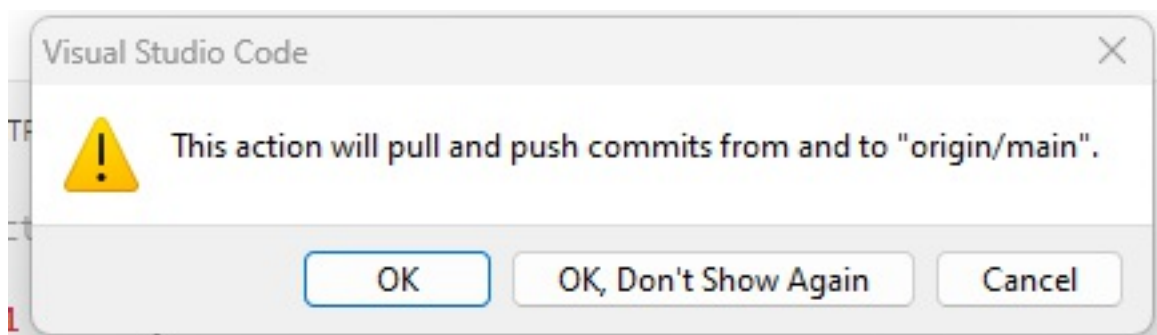 Visual Studio Code
This action will pull and push commits from and to "origin/main".
OK
OK, Don't Show Again
Cancel